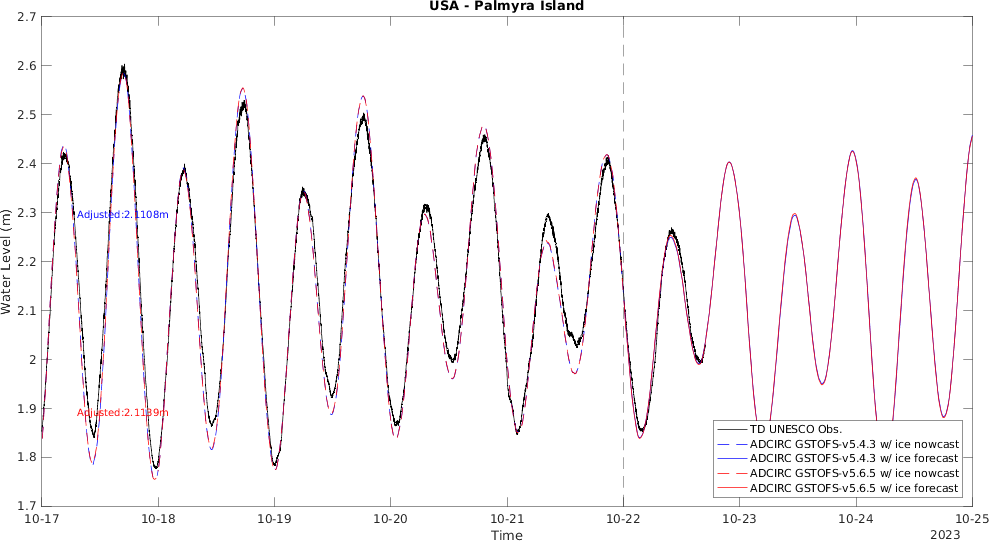 USA - Palmyra Island
2.7
2.6
2.5
2.4
2.3
2.2
2.1
2
1.9
1.8
1.7
Water Level (m)
Adjusted:2.1108m
Adjusted:2.1139m
TD UNESCO Obs.
ADCIRC GSTOFS-v5.4.3 w/ ice nowcast
ADCIRC GSTOFS-v5.4.3 w/ ice forecast
ADCIRC GSTOFS-v5.6.5 w/ ice nowcast
ADCIRC GSTOFS-v5.6.5 w/ ice forecast
10-17 10-18 10-19 10-20 10-21 10-22 10-23 10-24 10-25
Time
2023